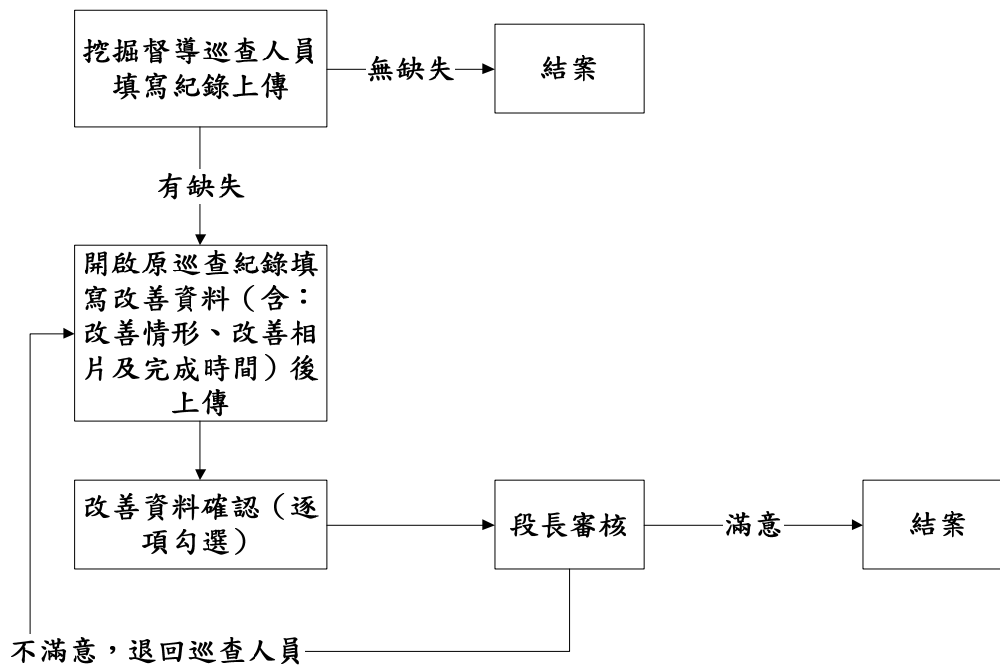 挖掘督導巡查人員
填寫紀錄上傳
無缺失
結案
有缺失
開啟原巡查紀錄填
寫改善資料（含：
改善情形、改善相
片及完成時間）後
上傳
改善資料確認（逐
項勾選）
段長審核
滿意
結案
不滿意，退回巡查人員